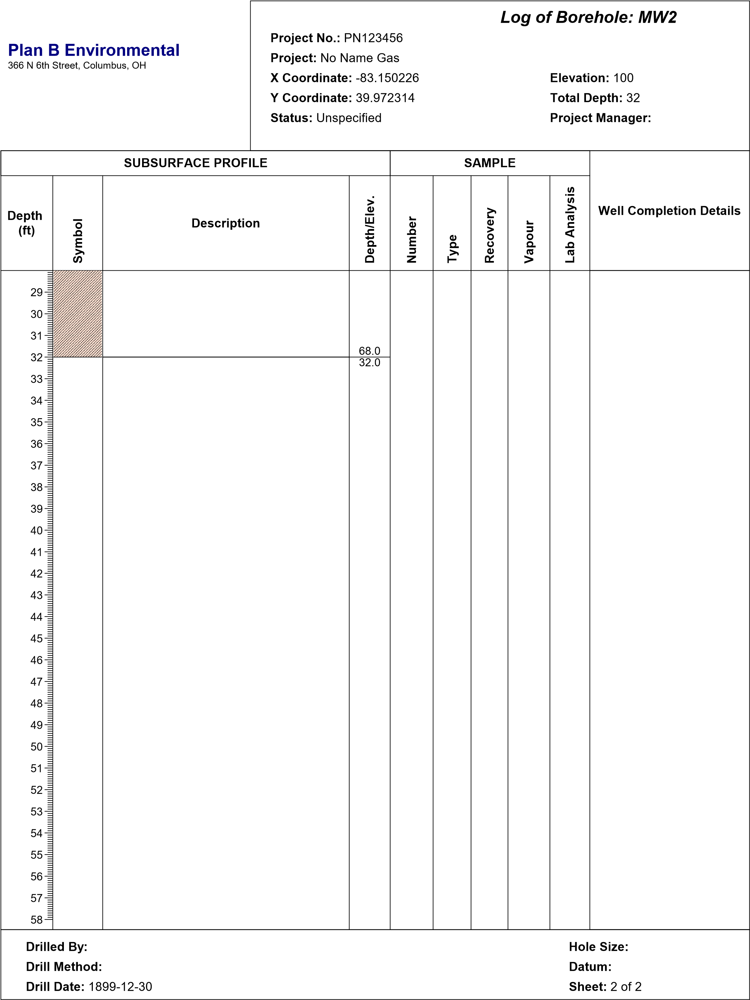 Log of Borehole: MW2
Plan B Environmental
366 N 6th Street, Columbus, OH
Project No.: PN123456
Project: No Name Gas
X Coordinate: -83.150226
Elevation: 100
Y Coordinate: 39.972314
Total Depth: 32
Status: Unspecified
Project Manager:
SUBSURFACE PROFILE
SAMPLE
Depth
(ft)
Symbol
Description
Depth/Elev.
Number
Type
Recovery
Vapour
Lab Analysis
Well Completion Details
29
30
31
68.0
32
32.0
33
34
35
36
37
38
39
40
41
42
43
44
45
46
47
48
49
50
51
52
53
54
55
56
57
58
Drilled By:
Hole Size:
Drill Method:
Datum:
Drill Date: 1899-12-30
Sheet: 2 of 2